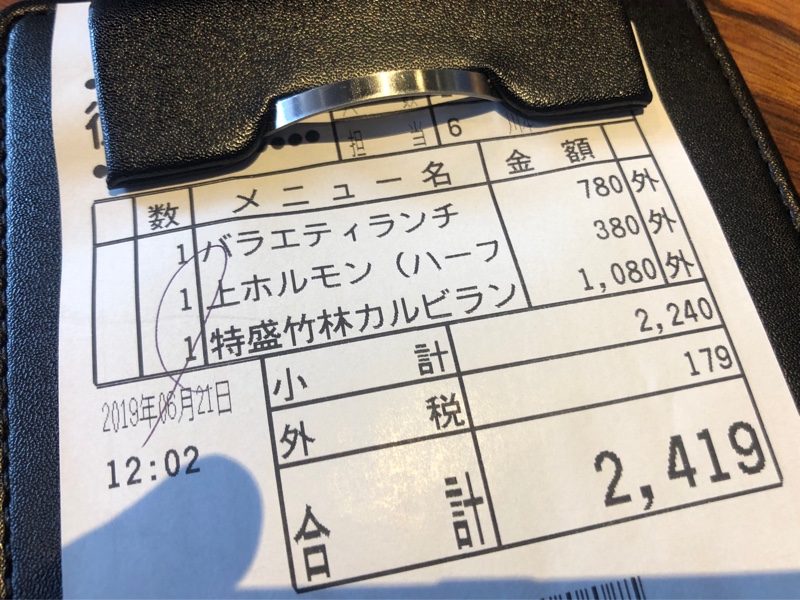 担 当 6
数 メニュー名 金 額
1 バラエティランチ 780 外
1 上ホルモン（ハーフ 380 外
1 特盛竹林カルビラン 1,080 外
小 計 2,240
外 税 179
合 計 2,419
2019年06月21日
12:02